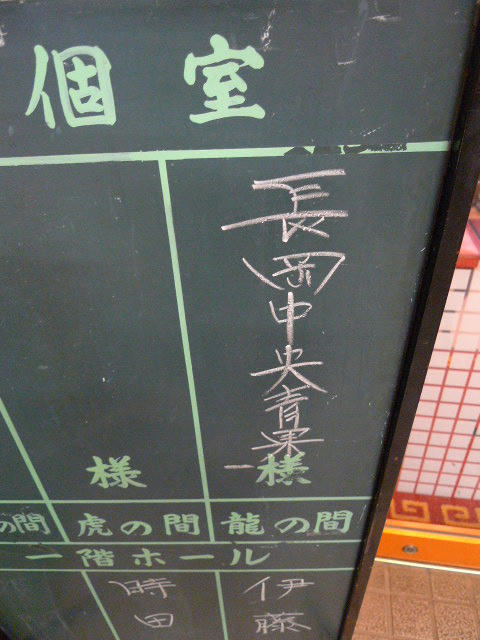 個室
長岡中央青果
様
様
龍の間
虎の間
の間
一階ホール
伊藤
時田